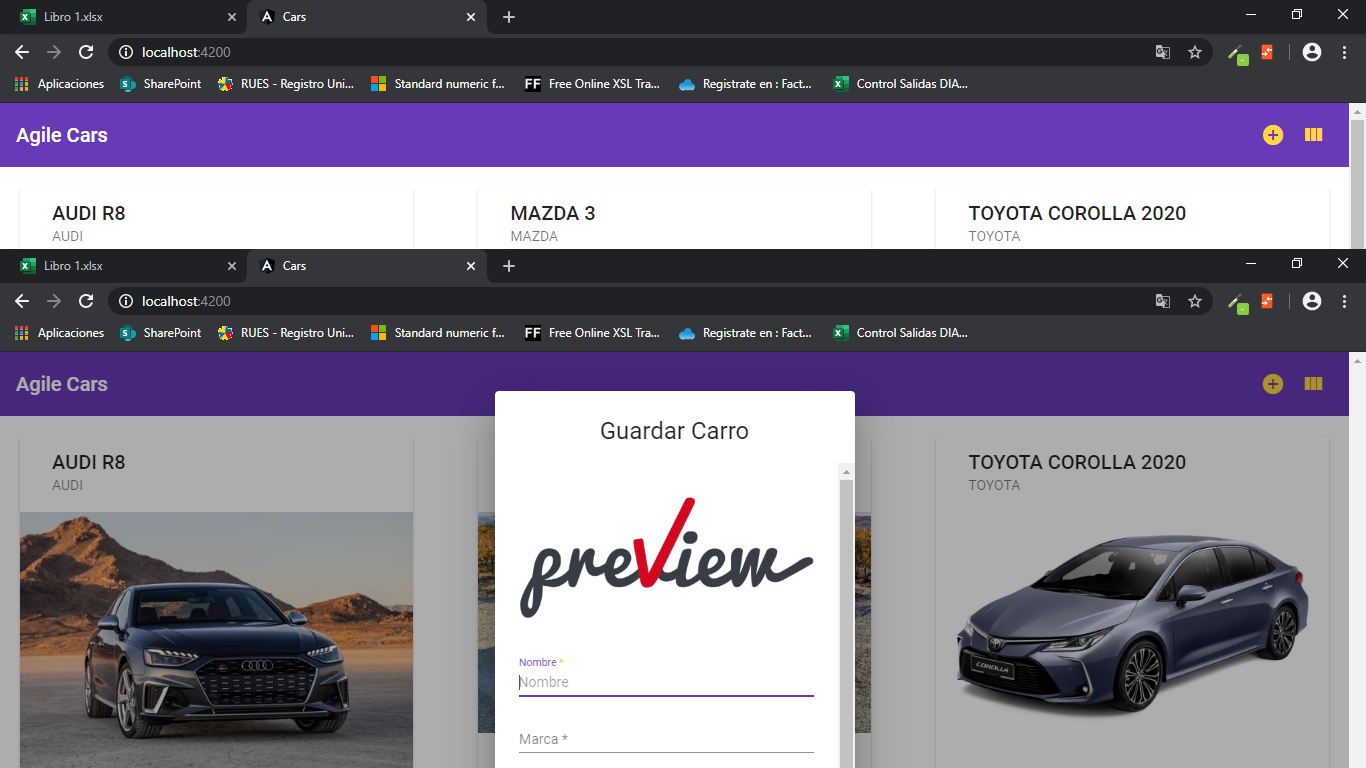 Libro 1.xlsx
Cars
localhost:4200
Aplicaciones
SharePoint
RUES - Registro Uni...
Standard numeric f...
Free Online XSL Tra...
Registrate en : Fact...
Control Salidas DIA...
Agile Cars
AUDI R8
AUDI
MAZDA 3
MAZDA
TOYOTA COROLLA 2020
TOYOTA
Libro 1.xlsx
Cars
localhost:4200
Aplicaciones
SharePoint
RUES - Registro Uni...
Standard numeric f...
Free Online XSL Tra...
Registrate en : Fact...
Control Salidas DIA...
Agile Cars
Guardar Carro
AUDI R8
AUDI
TOYOTA COROLLA 2020
TOYOTA
preview
COROLLA
Nombre *
Nombre
Marca *